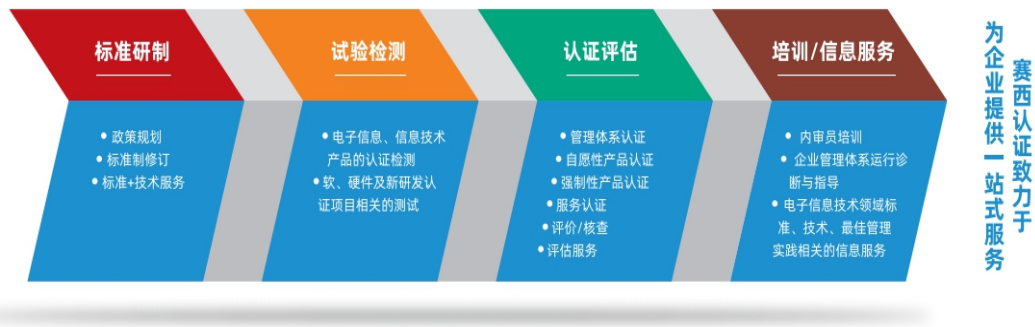 标准研制
• 政策规划
• 标准制修订
• 标准+技术服务
试验检测
• 电子信息、信息技术
产品的认证检测
• 软、硬件及新研发认
证项目相关的测试
认证评估
• 管理体系认证
• 自愿性产品认证
• 强制性产品认证
• 服务认证
• 评价/核查
• 评估服务
培训/信息服务
• 内审员培训
• 企业管理体系运行诊
断与指导
• 电子信息技术领域标
准、技术、最佳管理
实践相关的信息服务
赛西认证致力于
为企业提供一站式服务